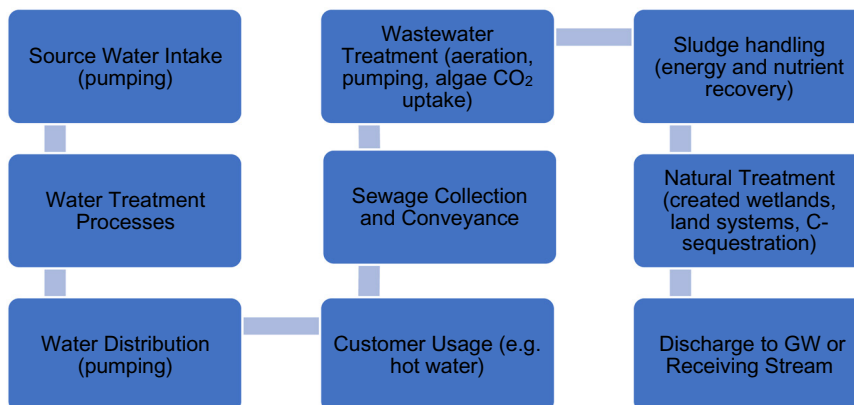 Source Water Intake
(pumping)
Water Treatment
Processes
Water Distribution
(pumping)
Customer Usage (e.g.
hot water)
Sewage Collection
and Conveyance
Wastewater
Treatment (aeration,
pumping, algae CO₂
uptake)
Sludge handling
(energy and nutrient
recovery)
Natural Treatment
(created wetlands,
land systems, C-
sequestration)
Discharge to GW or
Receiving Stream